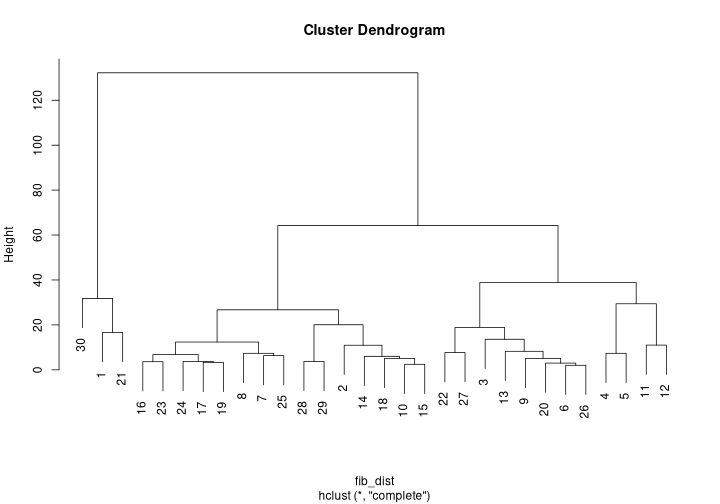 Cluster Dendrogram
Height
0 20 40 60 80 100 120
30 1 21 16 23 24 17 19 8 7 25 28 29 2 14 18 10 15 22 27 3 13 9 20 6 26 4 5 11 12
fib_dist
hclust (*, "complete")